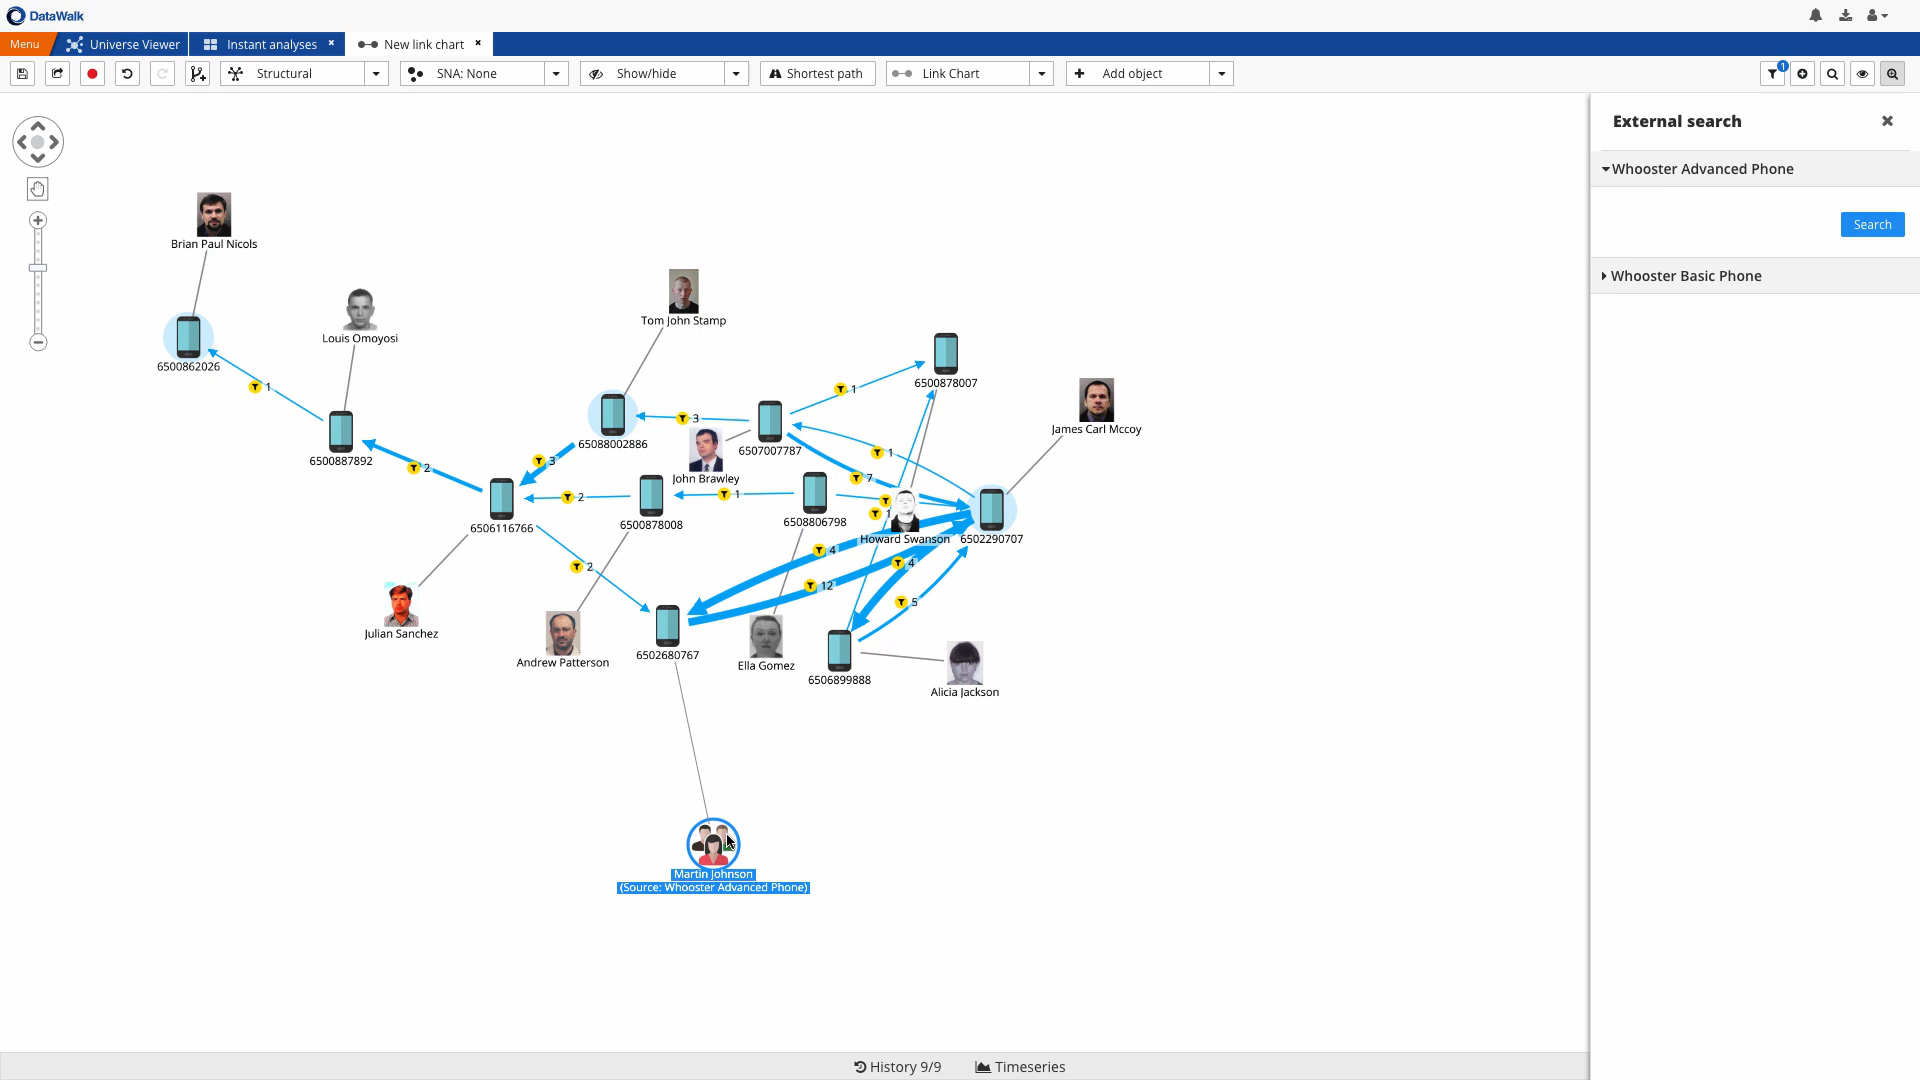 DataWalk
Menu
Universe Viewer
Instant analyses
New link chart
Structural
SNA: None
Show/hide
Shortest path
Link Chart
Add object
1
External search
Whooster Advanced Phone
Search
Whooster Basic Phone
Brian Paul Nicols
Tom John Stamp
Louis Omoyosi
6500862026
6500878007
1
1
3
James Carl Mccoy
65088002886
6507007787
1
6500887892
3
2
John Brawley
7
2
1
6506116766
6500878008
6508806798
1
Howard Swanson
6502290707
4
2
4
12
5
Julian Sanchez
Andrew Patterson
6502680767
Ella Gomez
6506899888
Alicia Jackson
Martin Johnson
(Source: Whooster Advanced Phone)
History 9/9
Timeseries